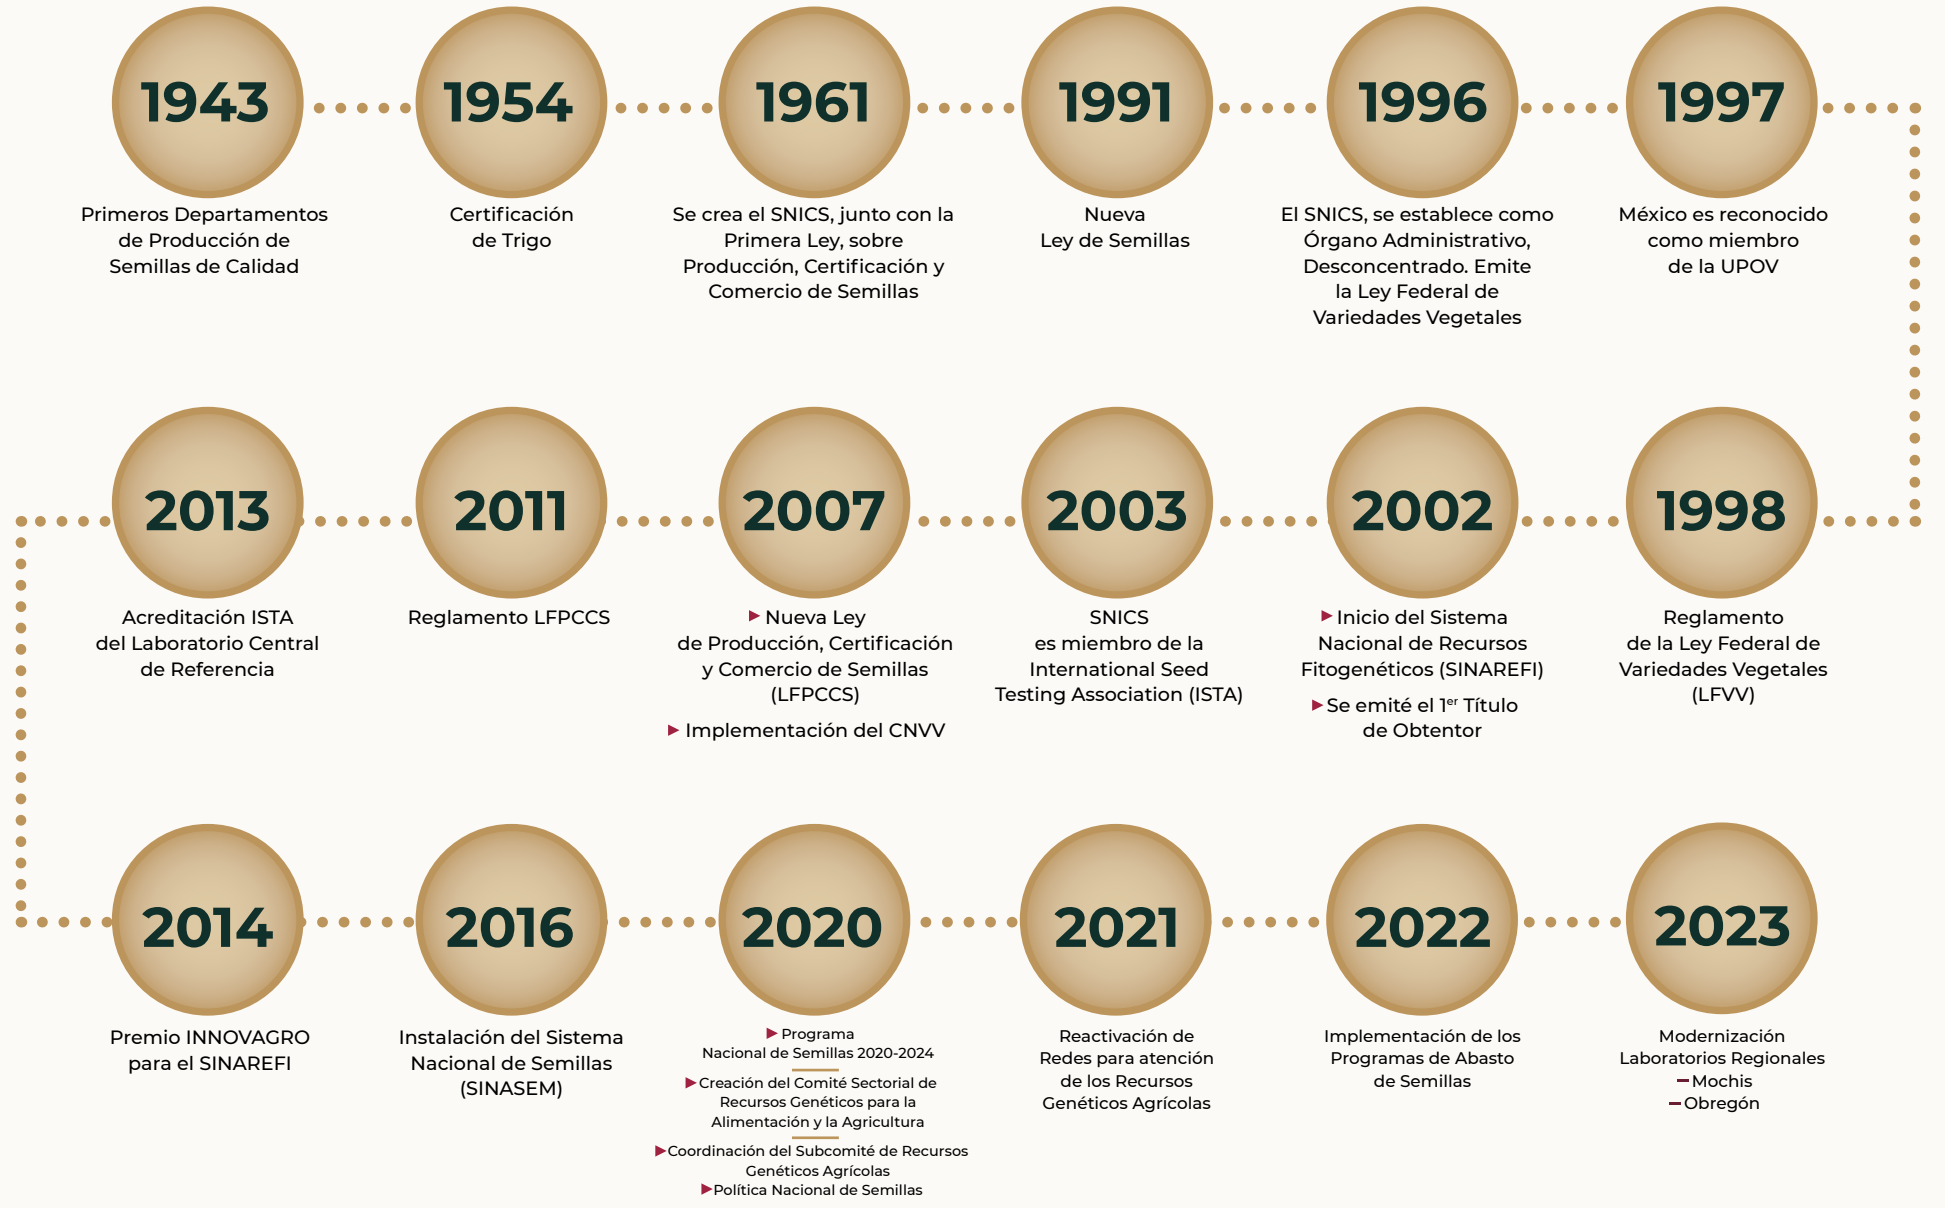 1943
Primeros Departamentos
de Producción de
Semillas de Calidad
1954
Certificación
de Trigo
1961
Se crea el SNICS, junto con la
Primera Ley, sobre
Producción, Certificación y
Comercio de Semillas
1991
Nueva
Ley de Semillas
1996
El SNICS, se establece como
Órgano Administrativo,
Desconcentrado. Emite
la Ley Federal de
Variedades Vegetales
1997
México es reconocido
como miembro
de la UPOV
1998
Reglamento
de la Ley Federal de
Variedades Vegetales
(LFVV)
2002
Inicio del Sistema
Nacional de Recursos
Fitogenéticos (SINAREFI)
Se emité el 1er Título
de Obtentor
2003
SNICS
es miembro de la
International Seed
Testing Association (ISTA)
2007
Nueva Ley
de Producción, Certificación
y Comercio de Semillas
(LFPCCS)
Implementación del CNVV
2011
Reglamento LFPCCS
2013
Acreditación ISTA
del Laboratorio Central
de Referencia
2014
Premio INNOVAGRO
para el SINAREFI
2016
Instalación del Sistema
Nacional de Semillas
(SINASEM)
2020
Programa
Nacional de Semillas 2020-2024
Creación del Comité Sectorial de
Recursos Genéticos para la
Alimentación y la Agricultura
Coordinación del Subcomité de Recursos
Genéticos Agrícolas
Política Nacional de Semillas
2021
Reactivación de
Redes para atención
de los Recursos
Genéticos Agrícolas
2022
Implementación de los
Programas de Abasto
de Semillas
2023
Modernización
Laboratorios Regionales
Mochis
Obregón